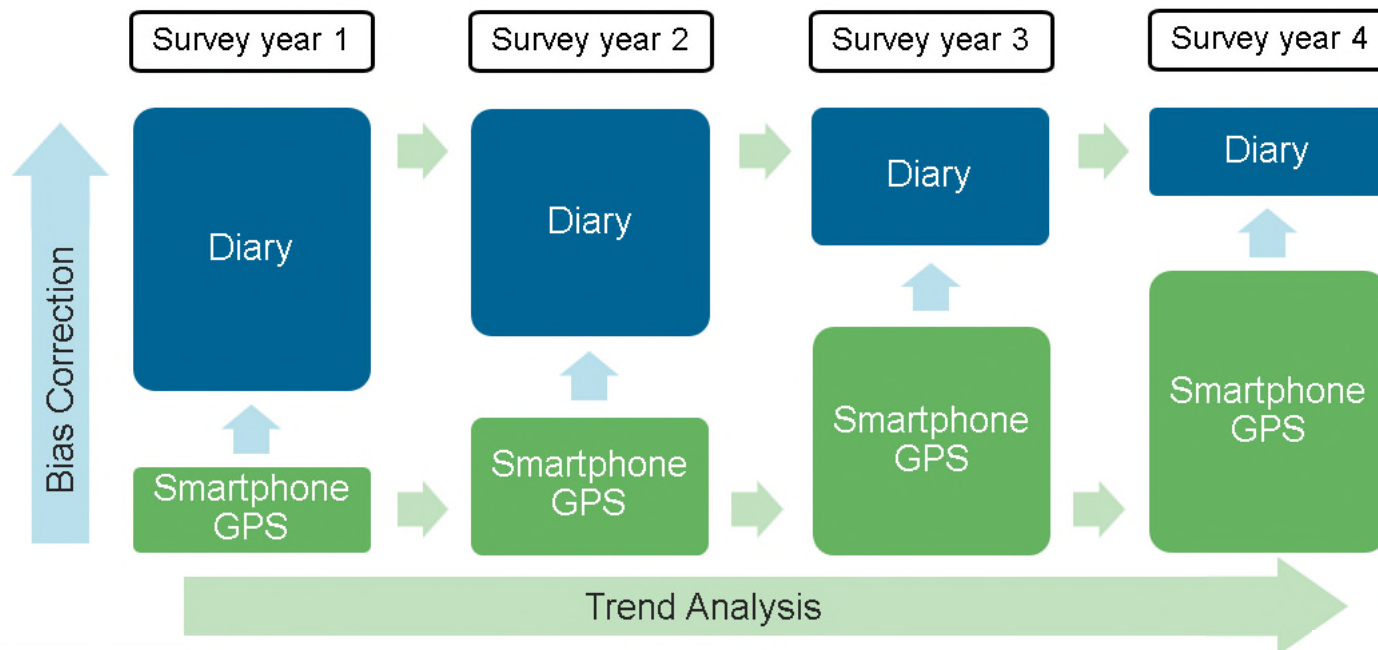 Survey year 1
Survey year 2
Survey year 3
Survey year 4
Diary
Diary
Diary
Diary
Bias Correction
Smartphone
GPS
Smartphone
GPS
Smartphone
GPS
Smartphone
GPS
Trend Analysis